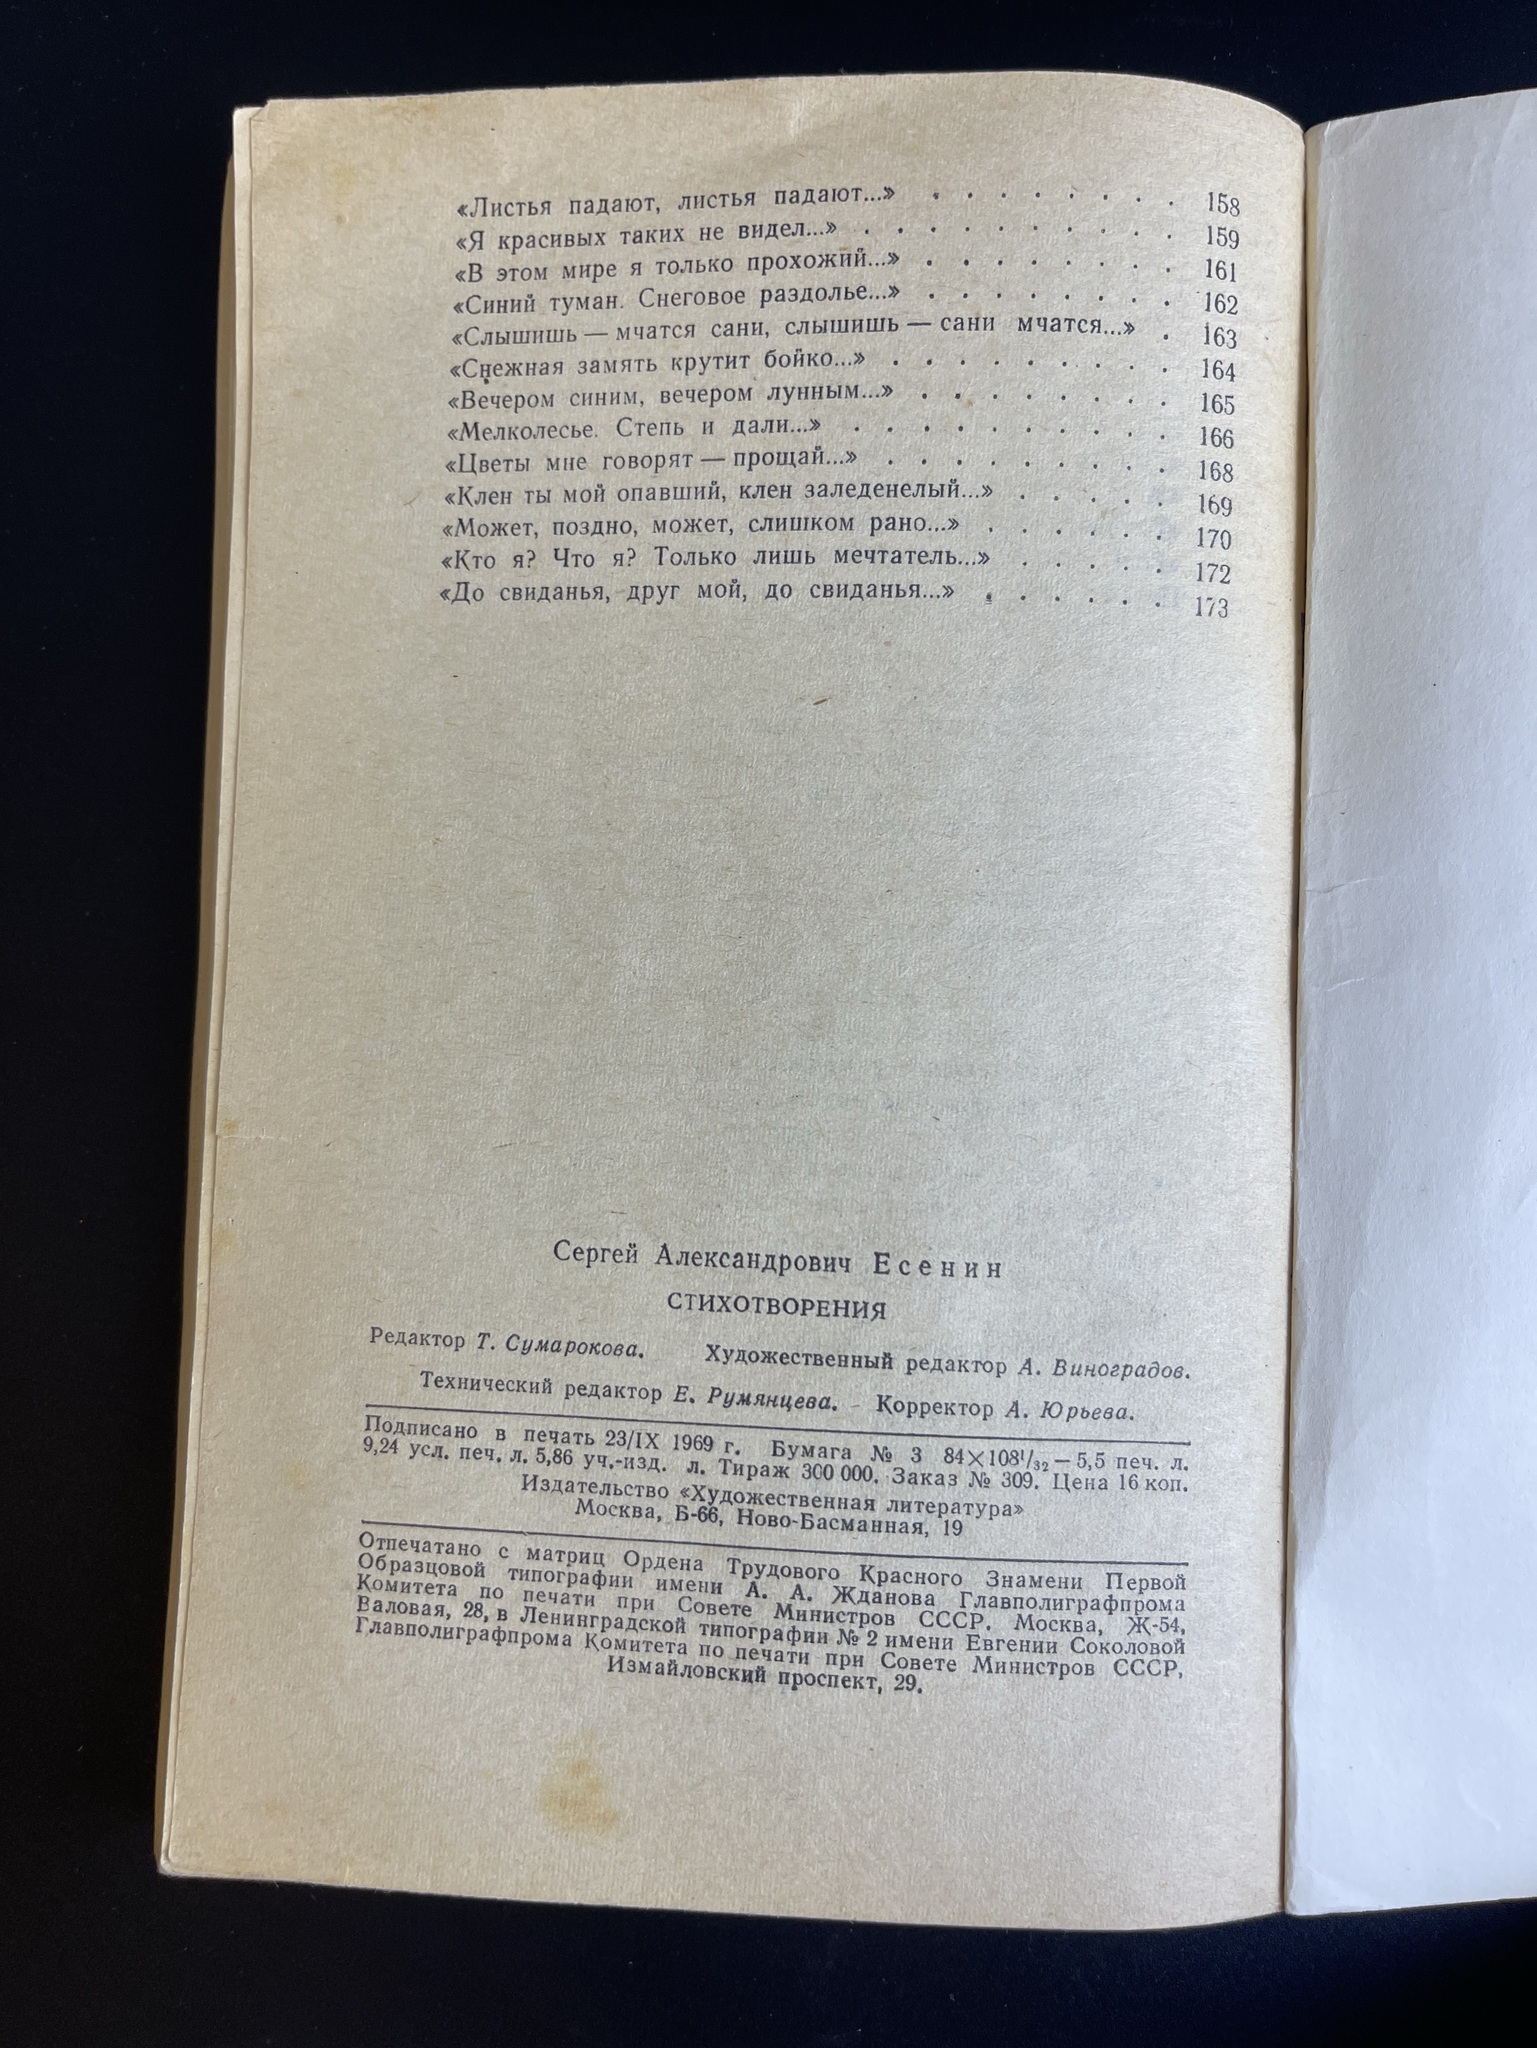 «Листья падают, листья падают...» . . . . . . . . 158
«Я красивых таких не видел...» . . . . . . . . . . 159
«В этом мире я только прохожий...» . . . . . . . . 161
«Синий туман. Снеговое раздолье...» . . . . . . . . 162
«Слышишь — мчатся сани, слышишь — сани мчатся...» . 163
«Снежная замять крутит бойко...» . . . . . . . . . 164
«Вечером синим, вечером лунным...» . . . . . . . . 165
«Мелколесье. Степь и дали...» . . . . . . . . . . 166
«Цветы мне говорят — прощай...» . . . . . . . . . 168
«Клен ты мой опавший, клен заледенелый...» . . . . . 169
«Может, поздно, может, слишком рано...» . . . . . . 170
«Кто я? Что я? Только лишь мечтатель...» . . . . . 172
«До свиданья, друг мой, до свиданья...» . . . . . . 173
Сергей Александрович Есенин
СТИХОТВОРЕНИЯ
Редактор Т. Сумарокова. Художественный редактор А. Виноградов.
Технический редактор Е. Румянцева. - Корректор А. Юрьева.
Подписано в печать 23/IX 1969 г. Бумага № 3 84×108¹/₃₂ — 5,5 печ. л.
9,24 усл. печ. л. 5,86 уч.-изд. л. Тираж 300 000. Заказ № 309. Цена 16 коп.
Издательство «Художественная литература»
Москва, Б-66, Ново-Басманная, 19
Отпечатано с матриц Ордена Трудового Красного Знамени Первой
Образцовой типографии имени А. А. Жданова Главполиграфпрома
Комитета по печати при Совете Министров СССР. Москва, Ж-54,
Валовая, 28, в Ленинградской типографии № 2 имени Евгении Соколовой
Главполиграфпрома Комитета по печати при Совете Министров СССР,
Измайловский проспект, 29.